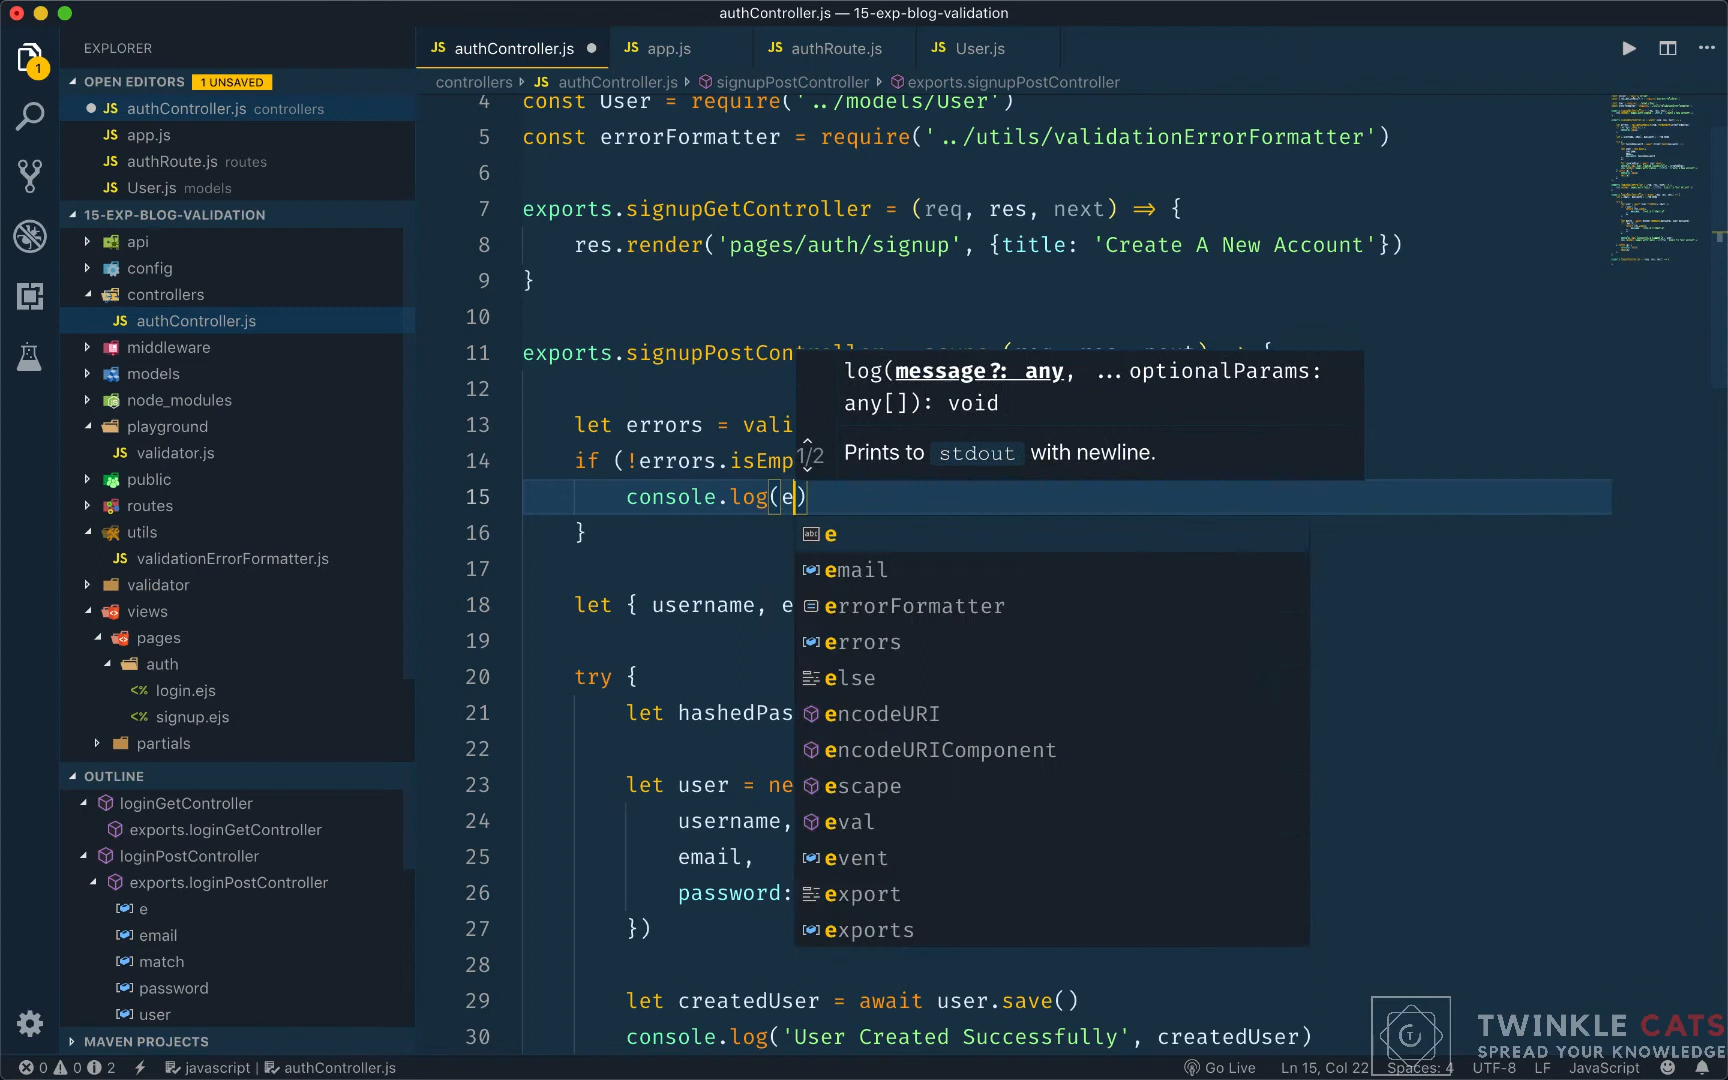 authController.js — 15-exp-blog-validation
EXPLORER
OPEN EDITORS 1 UNSAVED
authController.js controllers
app.js
authRoute.js routes
User.js models
15-EXP-BLOG-VALIDATION
api
config
controllers
authController.js
middleware
models
node_modules
playground
validator.js
public
routes
utils
validationErrorFormatter.js
validator
views
pages
auth
login.ejs
signup.ejs
partials
OUTLINE
loginGetController
exports.loginGetController
loginPostController
exports.loginPostController
e
email
match
password
user
MAVEN PROJECTS
authController.js app.js authRoute.js User.js
controllers authController.js signupPostController exports.signupPostController
4 const User = require('../models/User')
5 const errorFormatter = require('../utils/validationErrorFormatter')
6
7 exports.signupGetController = (req, res, next) => {
8 res.render('pages/auth/signup', {title: 'Create A New Account'})
9 }
10
11 exports.signupPostCont
12
13 let errors = vali
14 if (!errors.isEmp
15 console.log(e)
16 }
17
18 let { username, e
19
20 try {
21 let hashedPas
22
23 let user = ne
24 username,
25 email,
26 password:
27 })
28
29 let createdUser = await user.save()
30 console.log('User Created Successfully', createdUser)
log(message?: any, ...optionalParams:
any[]): void
1/2 Prints to stdout with newline.
e
email
errorFormatter
errors
else
encodeURI
encodeURIComponent
escape
eval
event
export
exports
TWINKLE CATS
SPREAD YOUR KNOWLEDGE
0 0 2 javascript | authController.js Go Live Ln 15, Col 22 Spaces: 4 UTF-8 LF JavaScript